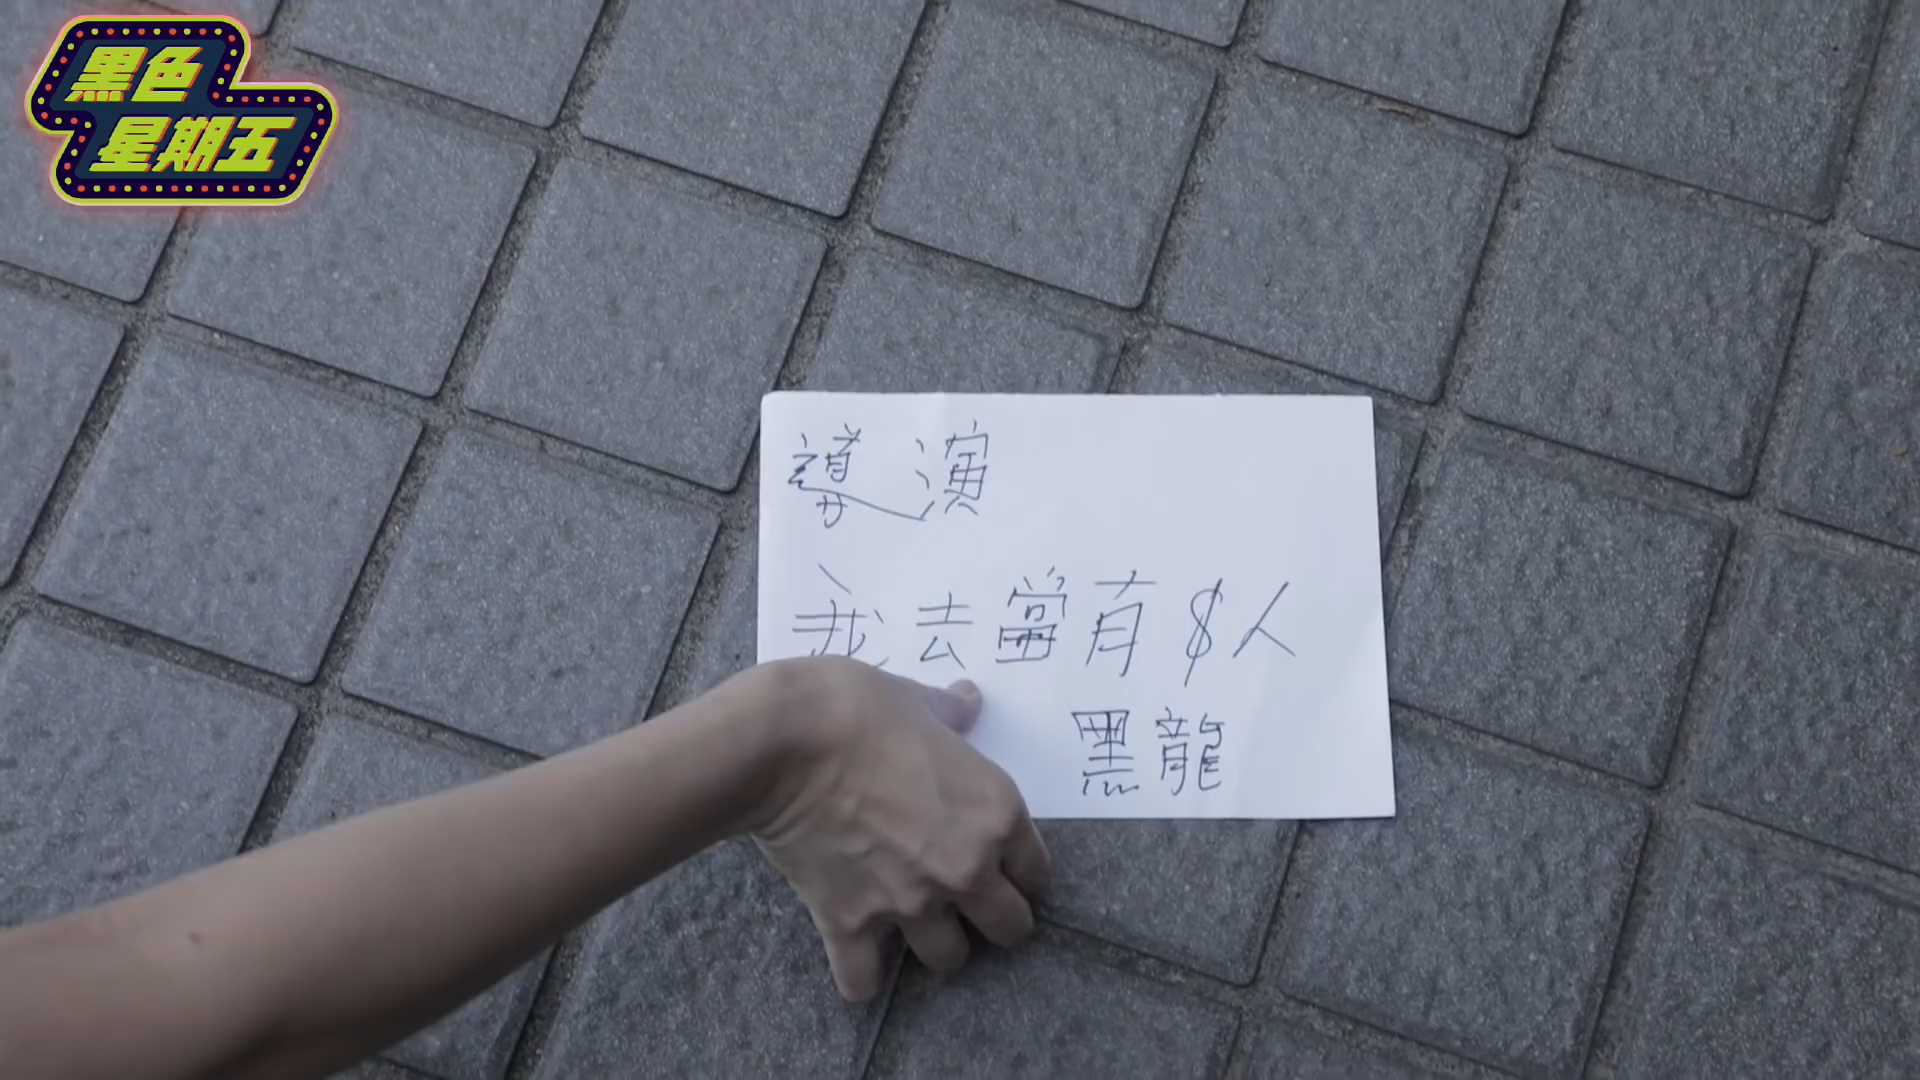 黑色
星期五
導演
我去當有$人
黑龍